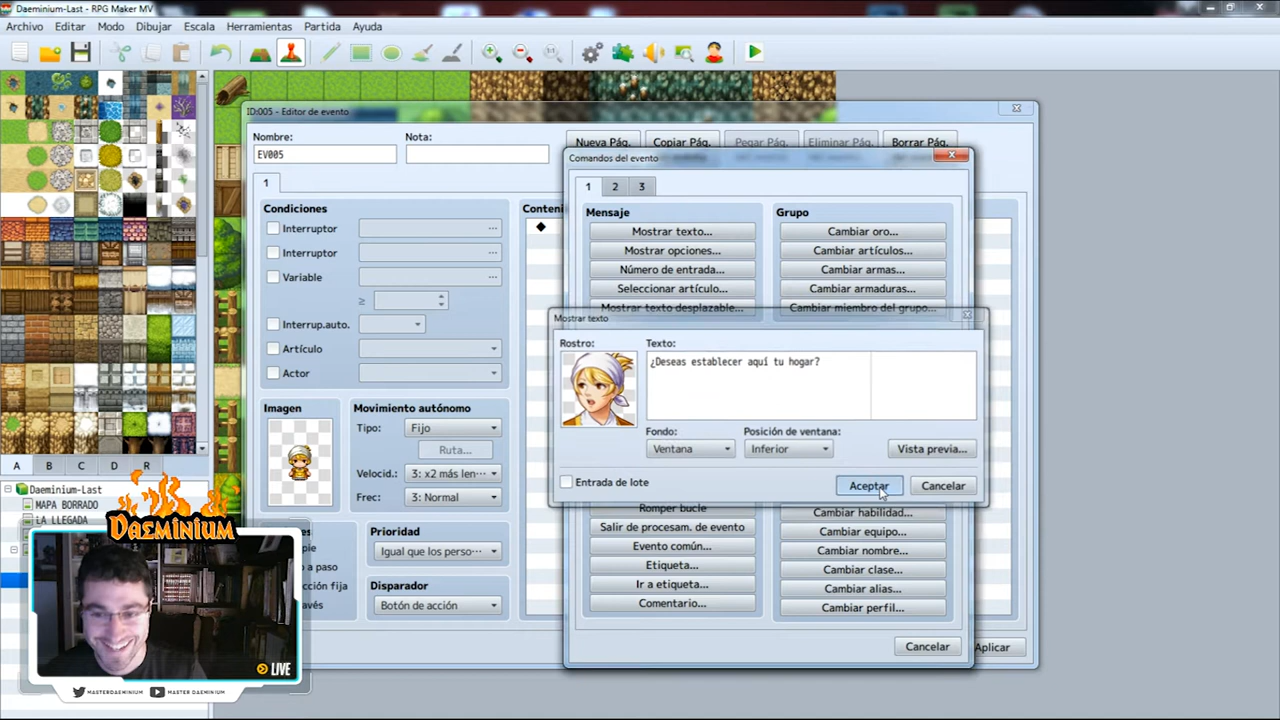 Daeminium-Last - RPG Maker MV
Archivo Editar Modo Dibujar Escala Herramientas Partida Ayuda
ID:005 - Editor de evento
Nombre:
Nota:
EV005
Nueva Pág.
Copiar Pág.
Pegar Pág.
Eliminar Pág.
Borrar Pág.
1
Condiciones
Interruptor
Interruptor
Variable
≥
Interrup.auto.
Artículo
Actor
Imagen
Movimiento autónomo
Tipo:
Fijo
Ruta...
Velocid.:
3: x2 más len···
Frec:
3: Normal
Prioridad
Igual que los perso···
Disparador
Botón de acción
Comandos del evento
1 2 3
Mensaje
Mostrar texto...
Mostrar opciones...
Número de entrada...
Seleccionar artículo...
Mostrar texto desplazable...
Grupo
Cambiar oro...
Cambiar artículos...
Cambiar armas...
Cambiar armaduras...
Cambiar miembro del grupo...
Mostrar texto
Rostro:
Texto:
¿Deseas establecer aquí tu hogar?
Fondo:
Ventana
Posición de ventana:
Inferior
Vista previa...
Entrada de lote
Aceptar
Cancelar
Romper bucle
Salir de procesam. de evento
Evento común...
Etiqueta...
Ir a etiqueta...
Comentario...
Cambiar habilidad...
Cambiar equipo...
Cambiar nombre...
Cambiar clase...
Cambiar alias...
Cambiar perfil...
Cancelar
Aplicar
A B C D R
Daeminium-Last
MAPA BORRADO
LA LLEGADA
DAEMINIUM
LIVE
MASTERDAEMINIUM
MASTER DAEMINIUM